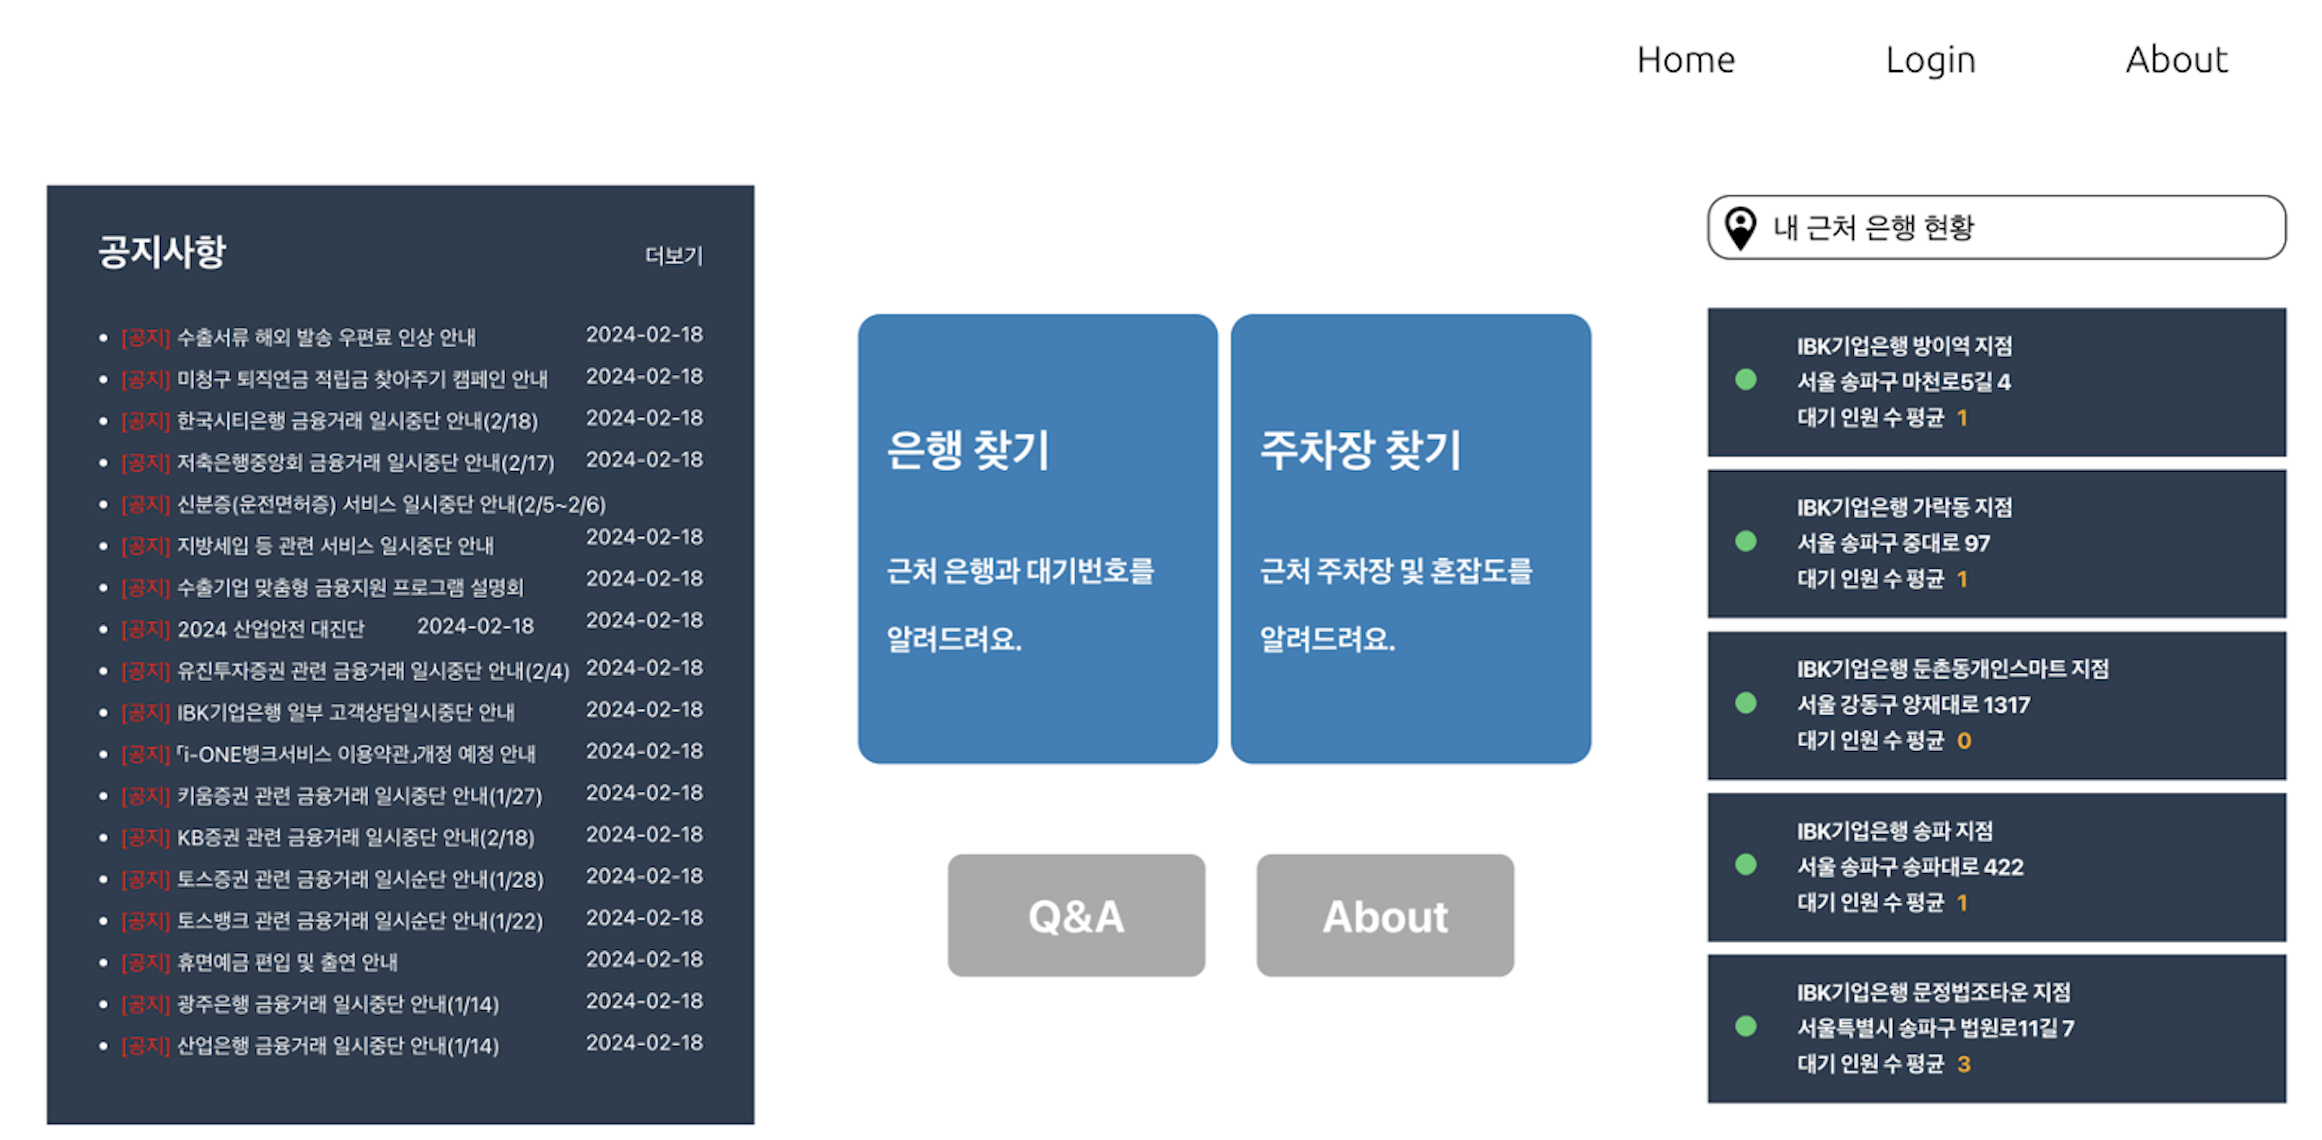 Home Login About
공지사항 더보기
[공지] 수출서류 해외 발송 우편료 인상 안내 2024-02-18
[공지] 미청구 퇴직연금 적립금 찾아주기 캠페인 안내 2024-02-18
[공지] 한국시티은행 금융거래 일시중단 안내(2/18) 2024-02-18
[공지] 저축은행중앙회 금융거래 일시중단 안내(2/17) 2024-02-18
[공지] 신분증(운전면허증) 서비스 일시중단 안내(2/5~2/6)
[공지] 지방세입 등 관련 서비스 일시중단 안내 2024-02-18
[공지] 수출기업 맞춤형 금융지원 프로그램 설명회 2024-02-18
[공지] 2024 산업안전 대진단 2024-02-18 2024-02-18
[공지] 유진투자증권 관련 금융거래 일시중단 안내(2/4) 2024-02-18
[공지] IBK기업은행 일부 고객상담일시중단 안내 2024-02-18
[공지] 「i-ONE뱅크서비스 이용약관」개정 예정 안내 2024-02-18
[공지] 키움증권 관련 금융거래 일시중단 안내(1/27) 2024-02-18
[공지] KB증권 관련 금융거래 일시중단 안내(2/18) 2024-02-18
[공지] 토스증권 관련 금융거래 일시순단 안내(1/28) 2024-02-18
[공지] 토스뱅크 관련 금융거래 일시순단 안내(1/22) 2024-02-18
[공지] 휴면예금 편입 및 출연 안내 2024-02-18
[공지] 광주은행 금융거래 일시중단 안내(1/14) 2024-02-18
[공지] 산업은행 금융거래 일시중단 안내(1/14) 2024-02-18
은행 찾기
근처 은행과 대기번호를
알려드려요.
주차장 찾기
근처 주차장 및 혼잡도를
알려드려요.
Q&A
About
내 근처 은행 현황
IBK기업은행 방이역 지점
서울 송파구 마천로5길 4
대기 인원 수 평균 1
IBK기업은행 가락동 지점
서울 송파구 중대로 97
대기 인원 수 평균 1
IBK기업은행 둔촌동개인스마트 지점
서울 강동구 양재대로 1317
대기 인원 수 평균 0
IBK기업은행 송파 지점
서울 송파구 송파대로 422
대기 인원 수 평균 1
IBK기업은행 문정법조타운 지점
서울특별시 송파구 법원로11길 7
대기 인원 수 평균 3